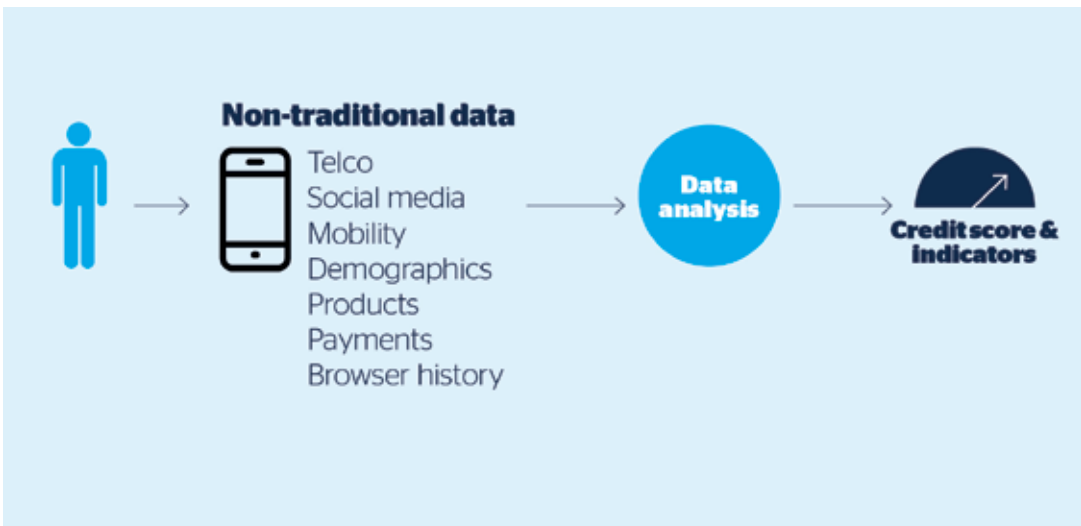 Non-traditional data
Telco
Social media
Mobility
Demographics
Products
Payments
Browser history
Data
analysis
Credit score &
indicators